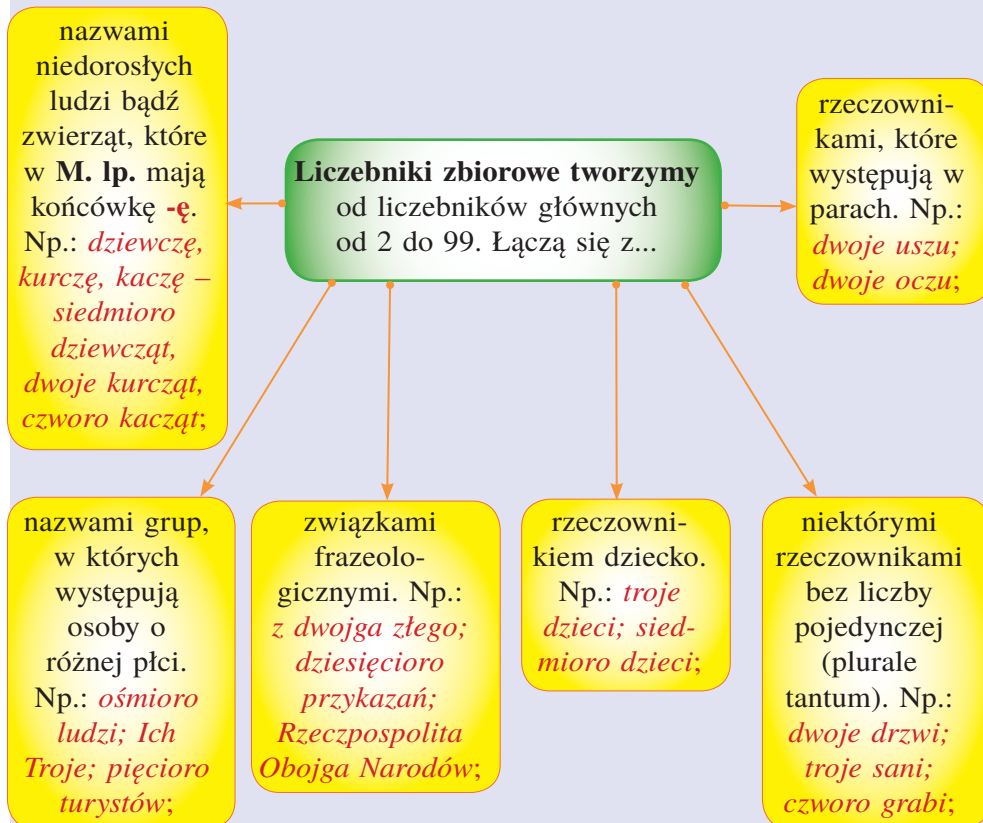 nazwami
niedorosłych
ludzi bądź
zwierząt, które
w M. lp. mają
końcówkę -ę.
Np.: dziewczę,
kurczę, kaczę –
siedmioro
dziewcząt,
dwoje kurcząt,
czworo kacząt;
Liczebniki zbiorowe tworzymy
od liczebników głównych
od 2 do 99. Łączą się z...
rzeczowni-
kami, które
występują w
parach. Np.:
dwoje uszu;
dwoje oczu;
nazwami grup,
w których
występują
osoby o
różnej płci.
Np.: ośmioro
ludzi; Ich
Troje; pięcioro
turystów;
związkami
frazeolo-
gicznymi. Np.:
z dwojga złego;
dziesięcioro
przykazań;
Rzeczpospolita
Obojga Narodów;
rzeczowni-
kiem dziecko.
Np.: troje
dzieci; sied-
mioro dzieci;
niektórymi
rzeczownikami
bez liczby
pojedynczej
(plurale
tantum). Np.:
dwoje drzwi;
troje sani;
czworo grabi;